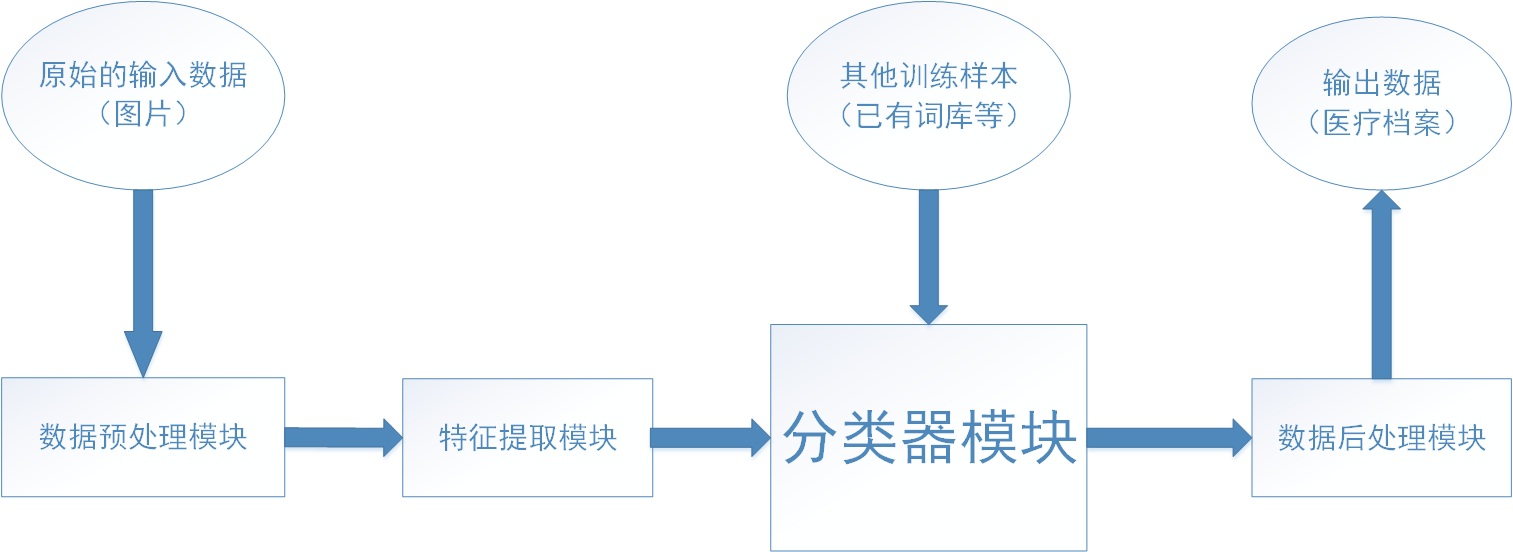 原始的输入数据
（图片）
其他训练样本
（已有词库等）
输出数据
（医疗档案）
数据预处理模块
特征提取模块
分类器模块
数据后处理模块